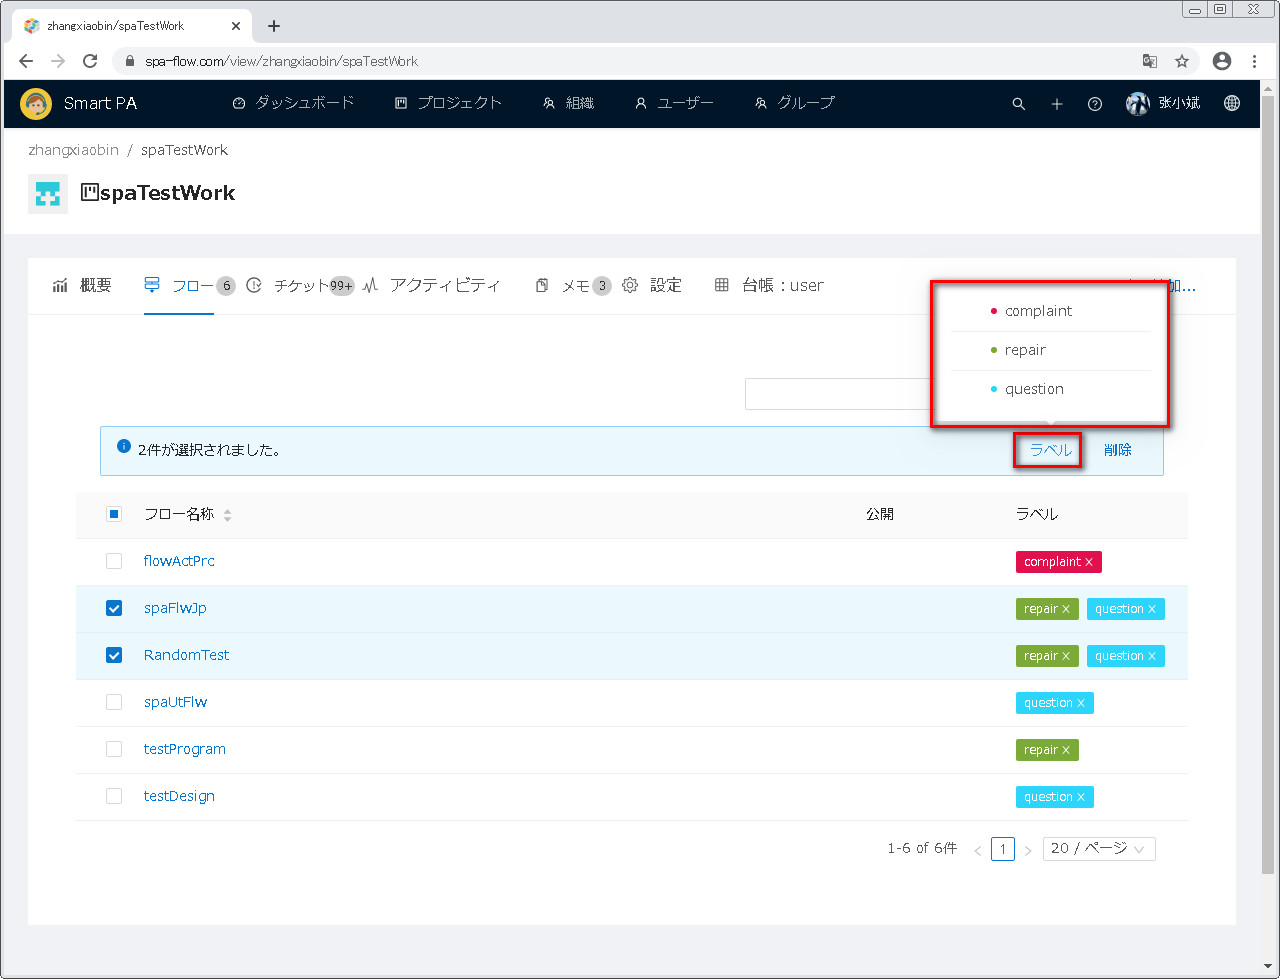 zhangxiaobin/spaTestWork
spa-flow.com/view/zhangxiaobin/spaTestWork
Smart PA ダッシュボード プロジェクト 組織 ユーザー グループ 张小斌
zhangxiaobin / spaTestWork
spaTestWork
概要 フロー 6 チケット 99+ アクティビティ メモ 3 設定 台帳：user 加...
complaint
repair
question
2件が選択されました。 ラベル 削除
フロー名称 公開 ラベル
flowActPrc complaint ×
spaFlwJp repair × question ×
RandomTest repair × question ×
spaUtFlw question ×
testProgram repair ×
testDesign question ×
1-6 of 6件 < 1 > 20 / ページ